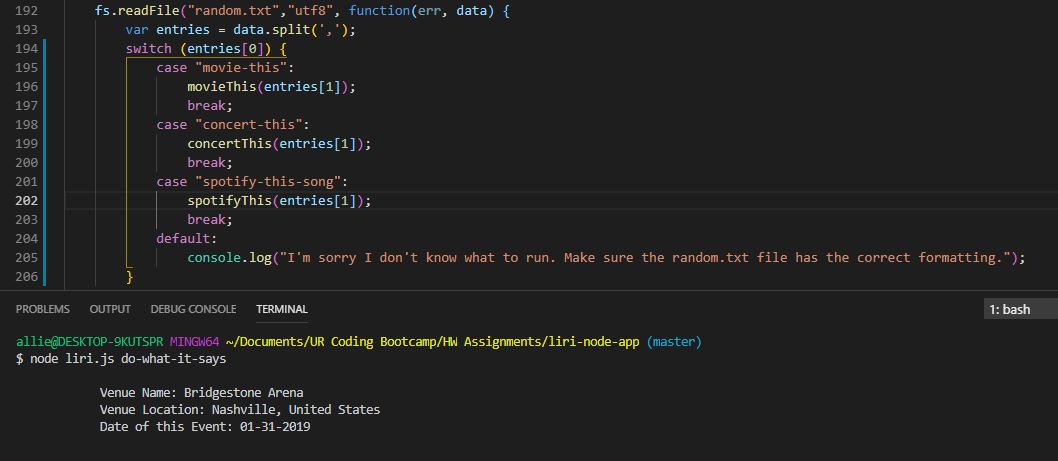 192 fs.readFile("random.txt","utf8", function(err, data) {
193 var entries = data.split(',');
194 switch (entries[0]) {
195 case "movie-this":
196 movieThis(entries[1]);
197 break;
198 case "concert-this":
199 concertThis(entries[1]);
200 break;
201 case "spotify-this-song":
202 spotifyThis(entries[1]);
203 break;
204 default:
205 console.log("I'm sorry I don't know what to run. Make sure the random.txt file has the correct formatting.");
206 }
PROBLEMS OUTPUT DEBUG CONSOLE TERMINAL 1: bash
allie@DESKTOP-9KUTSPR MINGW64 ~/Documents/UR Coding Bootcamp/HW Assignments/liri-node-app (master)
$ node liri.js do-what-it-says
Venue Name: Bridgestone Arena
Venue Location: Nashville, United States
Date of this Event: 01-31-2019